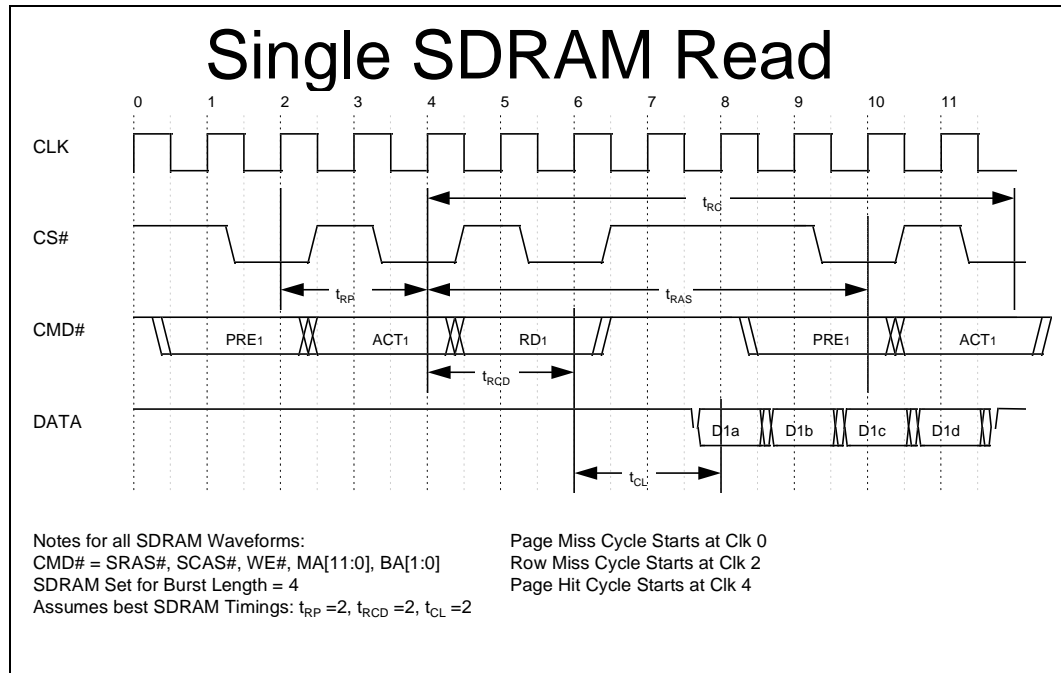 Single SDRAM Read
0 1 2 3 4 5 6 7 8 9 10 11
CLK
tRC
CS#
tRP tRAS
CMD# PRE1 ACT1 RD1 PRE1 ACT1
tRCD
DATA D1a D1b D1c D1d
tCL
Notes for all SDRAM Waveforms:
CMD# = SRAS#, SCAS#, WE#, MA[11:0], BA[1:0]
SDRAM Set for Burst Length = 4
Assumes best SDRAM Timings: tRP =2, tRCD =2, tCL =2
Page Miss Cycle Starts at Clk 0
Row Miss Cycle Starts at Clk 2
Page Hit Cycle Starts at Clk 4